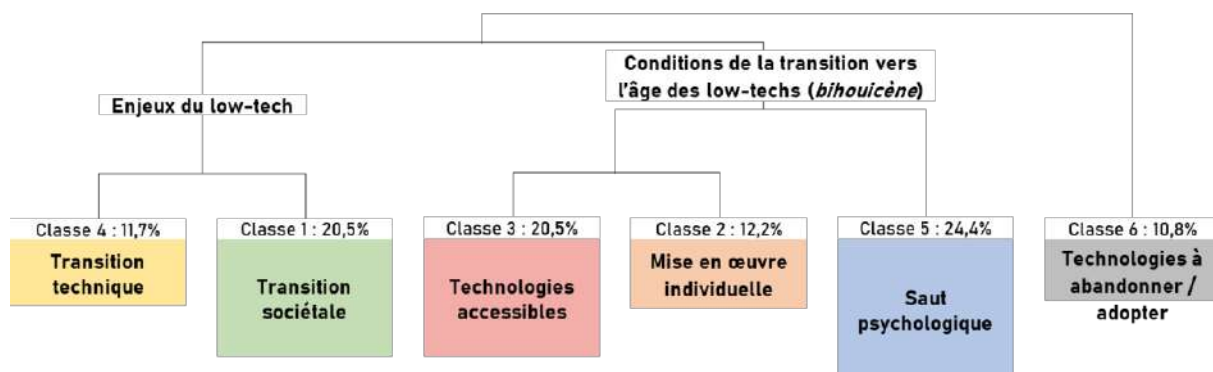 Conditions de la transition vers
l'âge des low-techs (bihouicène)
Enjeux du low-tech
Classe 4 : 11,7%
Transition
technique
Classe 1 : 20,5%
Transition
sociétale
Classe 3 : 20,5%
Technologies
accessibles
Classe 2 : 12,2%
Mise en œuvre
individuelle
Classe 5 : 24,4%
Saut
psychologique
Classe 6 : 10,8%
Technologies à
abandonner /
adopter